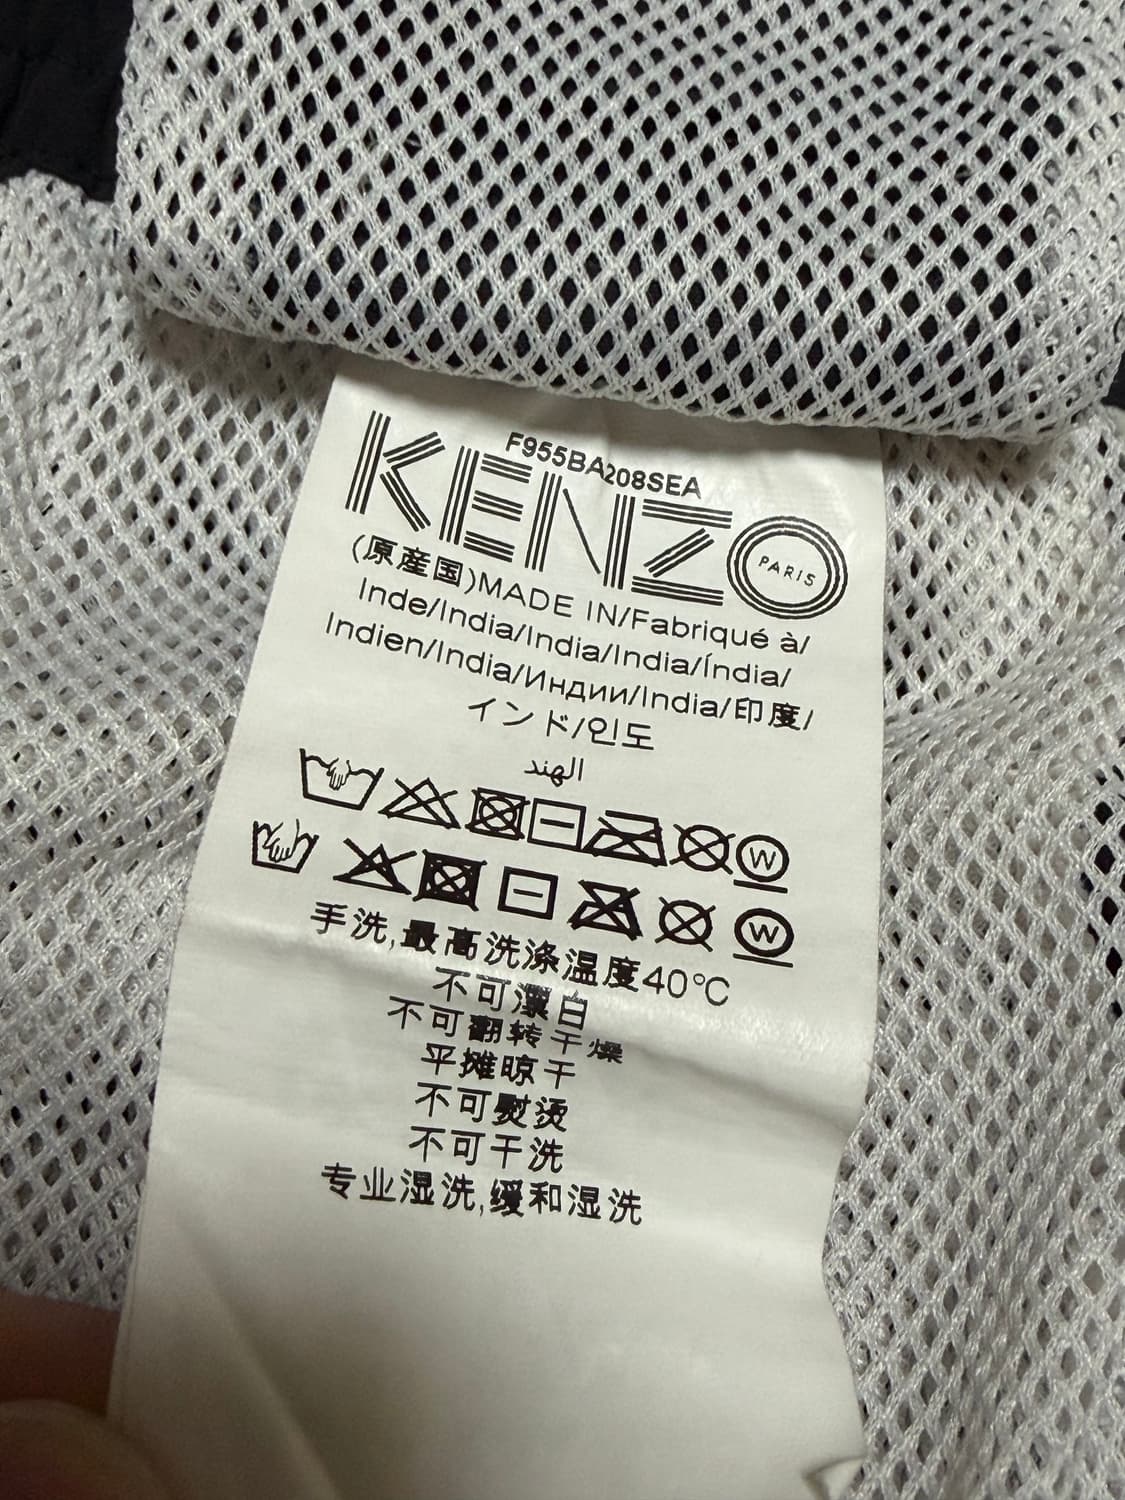 F955BA208SEA
KENZO
PARIS
(原産国)MADE IN/Fabriqué à/
Inde/India/India/India/Índia/
Indien/India/Индии/India/印度/
インド/인도
الهند
W
W
手洗,最高洗涤温度40°C
不可漂白
不可翻转干燥
平摊晾干
不可熨烫
不可干洗
专业湿洗,缓和湿洗